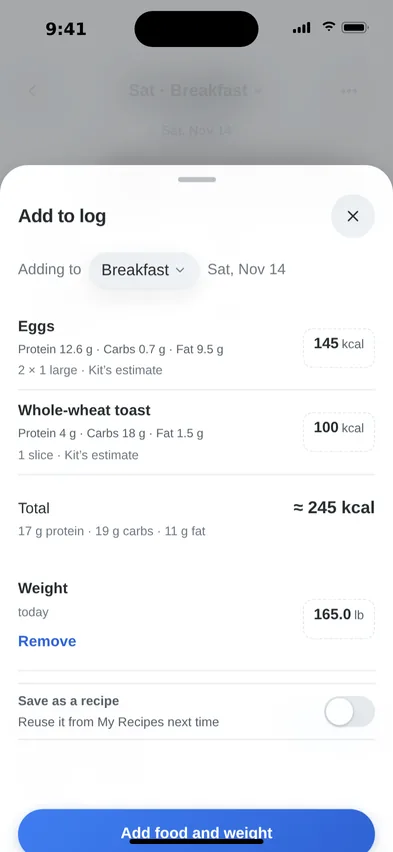 9:41
Sat · Breakfast
Sat, Nov 14
Add to log
Adding to Breakfast Sat, Nov 14
Eggs
Protein 12.6 g · Carbs 0.7 g · Fat 9.5 g
2 × 1 large · Kit's estimate
145 kcal
Whole-wheat toast
Protein 4 g · Carbs 18 g · Fat 1.5 g
1 slice · Kit's estimate
100 kcal
Total
≈ 245 kcal
17 g protein · 19 g carbs · 11 g fat
Weight
today
165.0 lb
Remove
Save as a recipe
Reuse it from My Recipes next time
Add food and weight